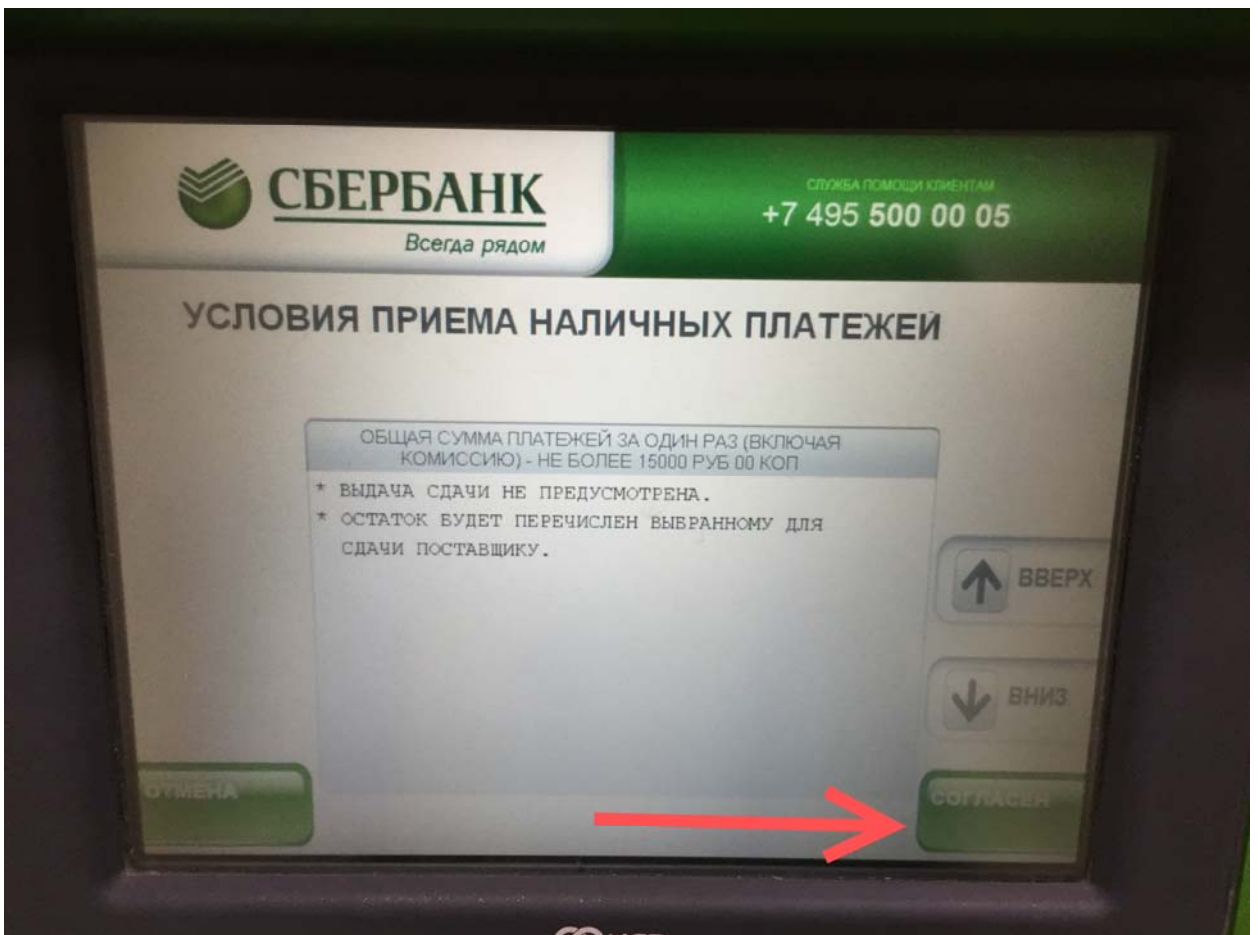 СБЕРБАНК
Всегда рядом
СЛУЖБА ПОМОЩИ КЛИЕНТАМ
+7 495 500 00 05
УСЛОВИЯ ПРИЕМА НАЛИЧНЫХ ПЛАТЕЖЕЙ
ОБЩАЯ СУММА ПЛАТЕЖЕЙ ЗА ОДИН РАЗ (ВКЛЮЧАЯ
КОМИССИЮ) - НЕ БОЛЕЕ 15000 РУБ 00 КОП
* ВЫДАЧА СДАЧИ НЕ ПРЕДУСМОТРЕНА.
* ОСТАТОК БУДЕТ ПЕРЕЧИСЛЕН ВЫБРАННОМУ ДЛЯ
СДАЧИ ПОСТАВЩИКУ.
ВВЕРХ
ВНИЗ
ОТМЕНА
СОГЛАСЕН